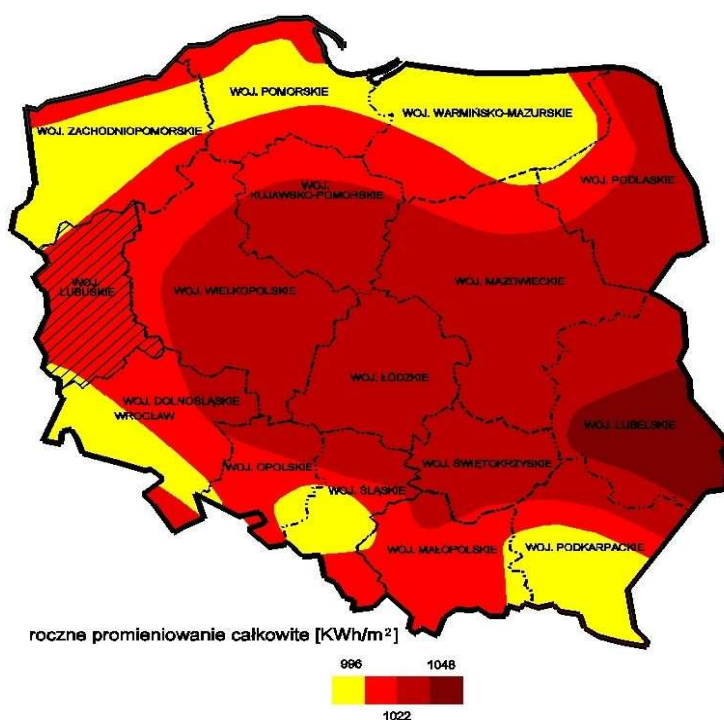 WOJ. POMORSKIE
WOJ. WARMIŃSKO-MAZURSKIE
WOJ. ZACHODNIOPOMORSKIE
WOJ. PODLASKIE
WOJ.
KUJAWSKO-POMORSKIE
WOJ.
LUBUSKIE
WOJ. WIELKOPOLSKIE
WOJ. MAZOWIECKIE
WOJ. ŁÓDZKIE
WOJ. DOLNOŚLĄSKIE
WROCŁAW
WOJ. LUBELSKIE
WOJ. OPOLSKIE
WOJ. ŚLĄSKIE
WOJ. ŚWIĘTOKRZYSKIE
WOJ. MAŁOPOLSKIE
WOJ. PODKARPACKIE
roczne promieniowanie całkowite [KWh/m²]
996
1048
1022